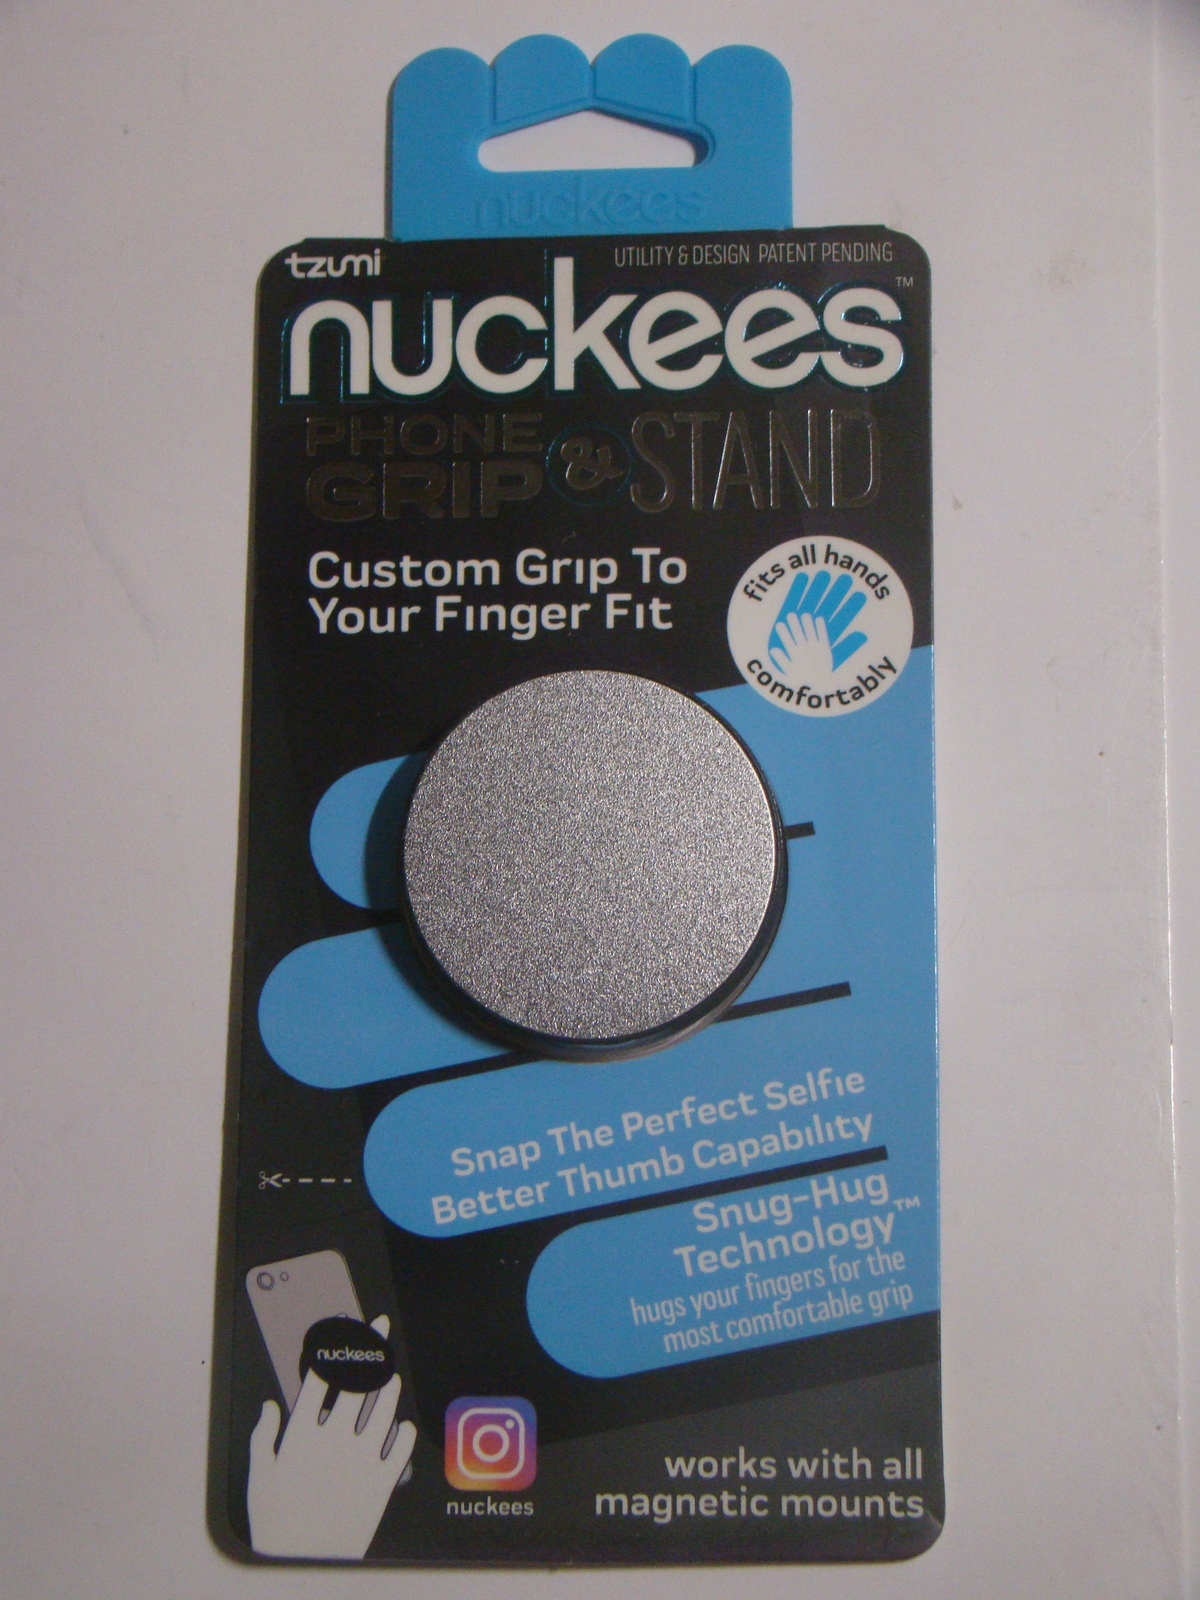 nuckees
tzumi
UTILITY & DESIGN PATENT PENDING
nuckees™
PHONE GRIP & STAND
Custom Grip To
Your Finger Fit
fits all hands
comfortably
Snap The Perfect Selfie
Better Thumb Capability
Snug-Hug
Technology™
hugs your fingers for the
most comfortable grip
nuckees
nuckees
works with all
magnetic mounts